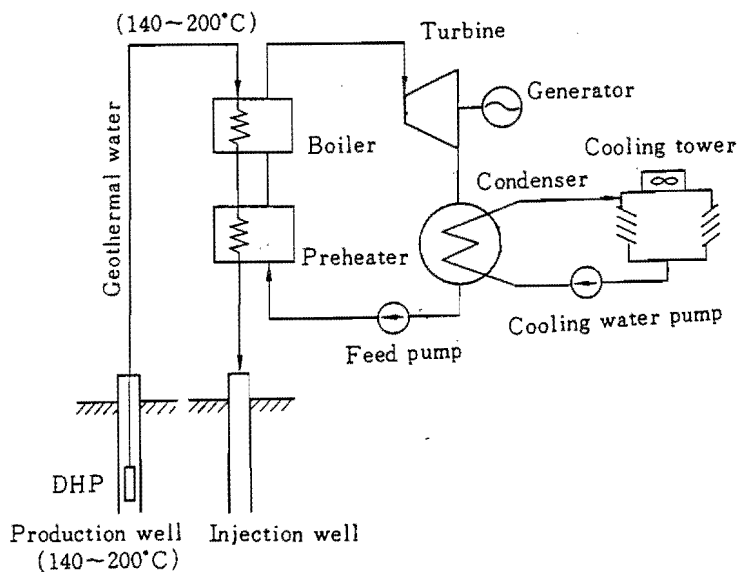 (140~200°C)
Turbine
Generator
Boiler
Cooling tower
Condenser
Geothermal water
Preheater
Cooling water pump
Feed pump
DHP
Production well
(140~200°C)
Injection well